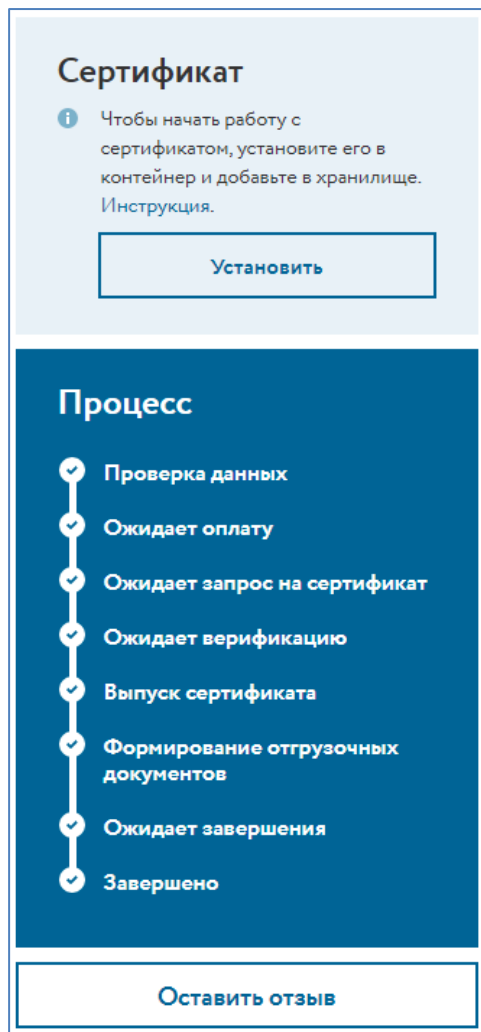 Сертификат
Чтобы начать работу с
сертификатом, установите его в
контейнер и добавьте в хранилище.
Инструкция.
Установить
Процесс
Проверка данных
Ожидает оплату
Ожидает запрос на сертификат
Ожидает верификацию
Выпуск сертификата
Формирование отгрузочных
документов
Ожидает завершения
Завершено
Оставить отзыв